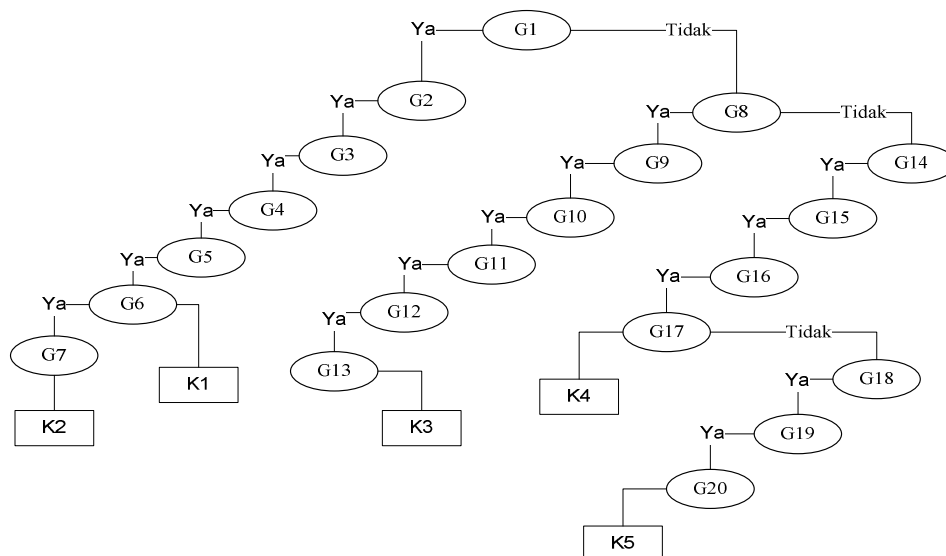 Ya G1 Tidak
Ya G2 Ya G8 Tidak
Ya G3 Ya G9 Ya G14
Ya G4 Ya G10 Ya G15
Ya G5 Ya G11 Ya G16
Ya G6 Ya G12 G17 Tidak
G7 K1 G13 K4 Ya G18
K2 K3 Ya G19
G20
K5